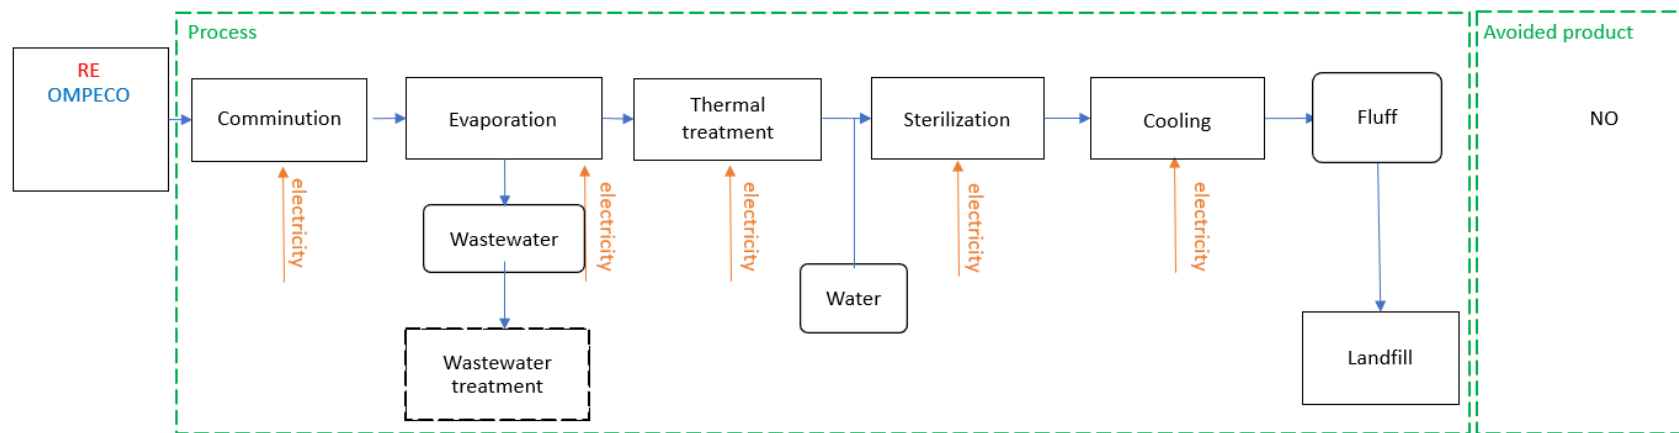 Process
Avoided product
RE
OMPECO
Comminution
Evaporation
Thermal
treatment
Sterilization
Cooling
Fluff
NO
electricity
electricity
electricity
electricity
electricity
Wastewater
Water
Wastewater
treatment
Landfill